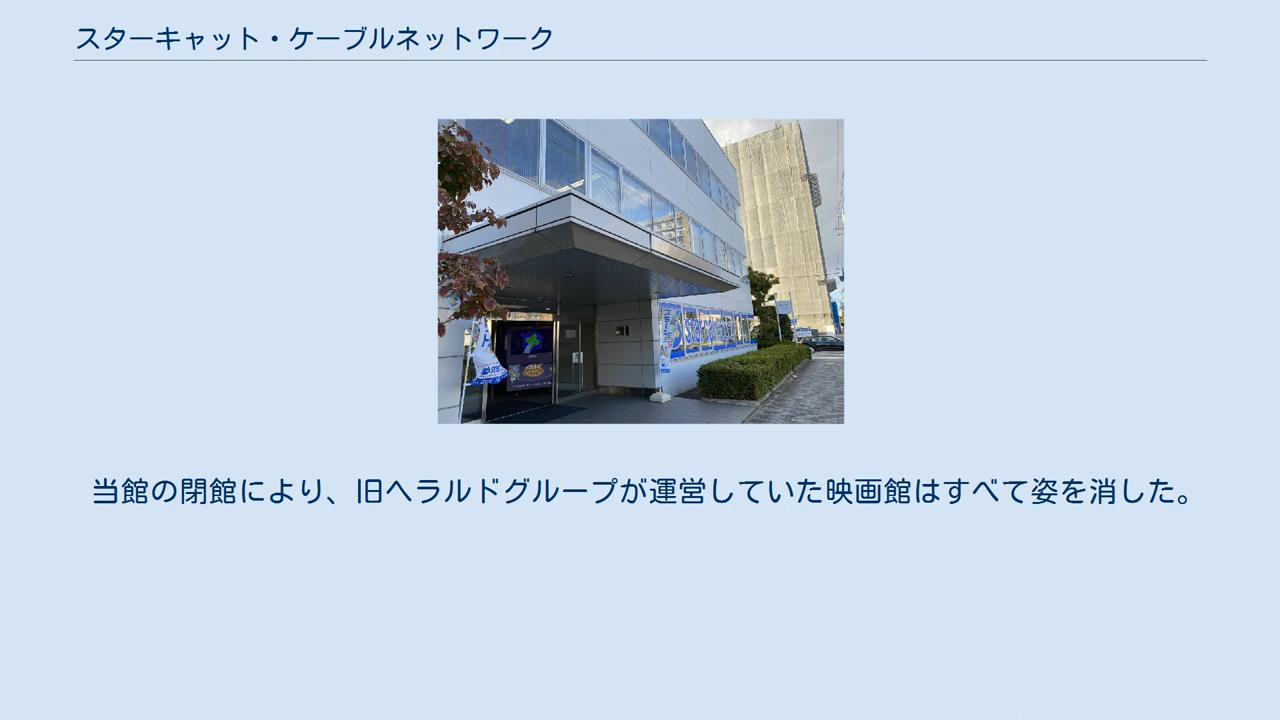 スターキャット・ケーブルネットワーク
4K
当館の閉館により、旧ヘラルドグループが運営していた映画館はすべて姿を消した。